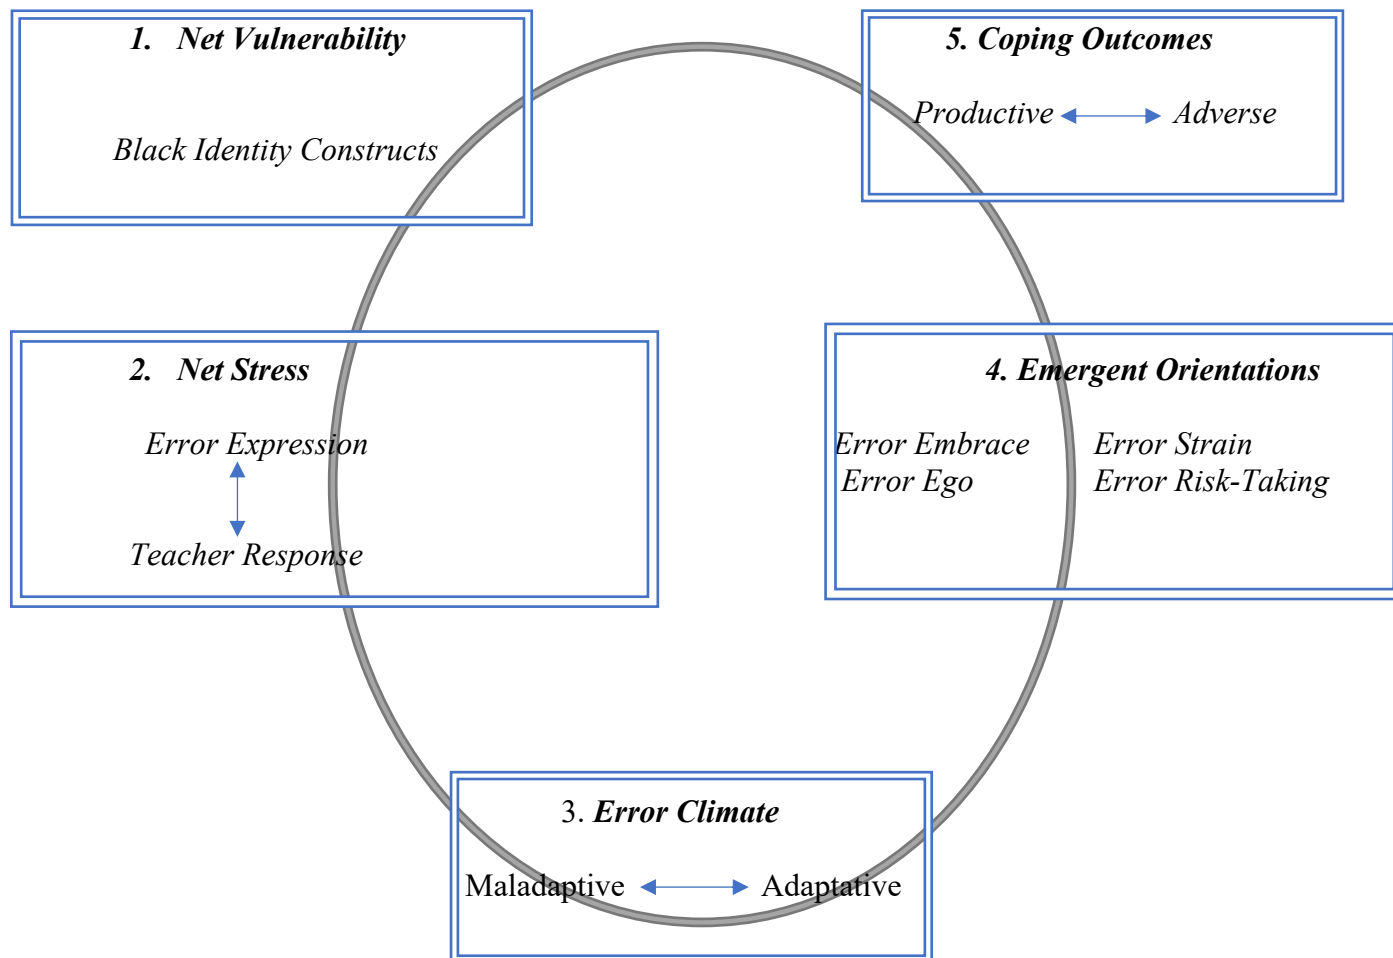 1. Net Vulnerability
Black Identity Constructs
2. Net Stress
Error Expression
Teacher Response
3. Error Climate
Maladaptive Adaptative
4. Emergent Orientations
Error Embrace Error Strain
Error Ego Error Risk-Taking
5. Coping Outcomes
Productive Adverse